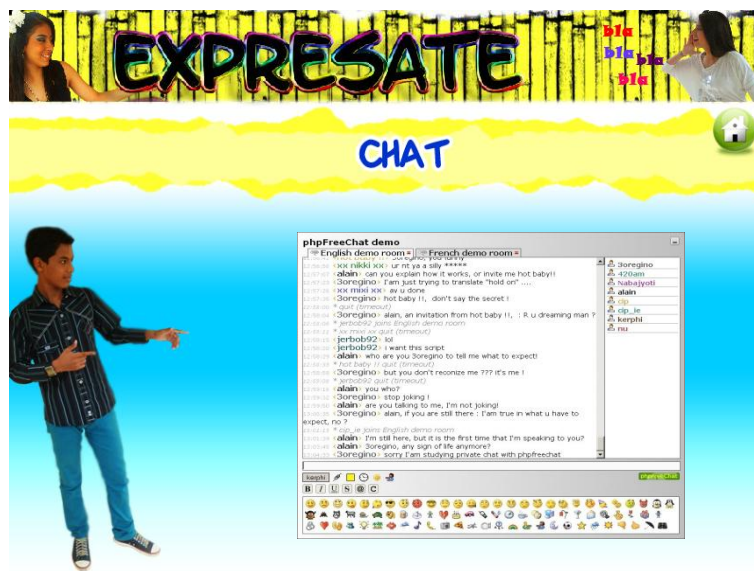 EXPRESATE
bla
bla
bla
bla
CHAT
phpFreeChat demo
English demo room
French demo room
3oregino, you funny
xx nikki xx› ur nt ya a silly *****
alain› can you explain how it works, or invite me hot baby!!
3oregino› I'am just trying to translate "hold on" ....
xx mixi xx› av u done
3oregino› hot baby !!, don't say the secret !
* quit (timeout)
3oregino› alain, an invitation from hot baby !!, : R u dreaming man ?
* jerbob92 joins English demo room
* xx mixi xx quit (timeout)
jerbob92› lol
jerbob92› i want this script
alain› who are you 3oregino to tell me what to expect!
* hot baby !! quit (timeout)
3oregino› but you don't reconize me ??? it's me !
* jerbob92 quit (timeout)
alain› you who?
3oregino› stop joking !
alain› are you talking to me, I'm not joking!
3oregino› alain, if you are still there : I'am true in what u have to
expect, no ?
* cip_ie joins English demo room
alain› I'm still here, but it is the first time that I'm speaking to you?
alain› 3oregino, any sign of life anymore?
3oregino› sorry I'am studying private chat with phpfreechat
3oregino
420am
Nabajyoti
alain
cip
cip_ie
kerphi
nu
kerphi
B I U S @ C